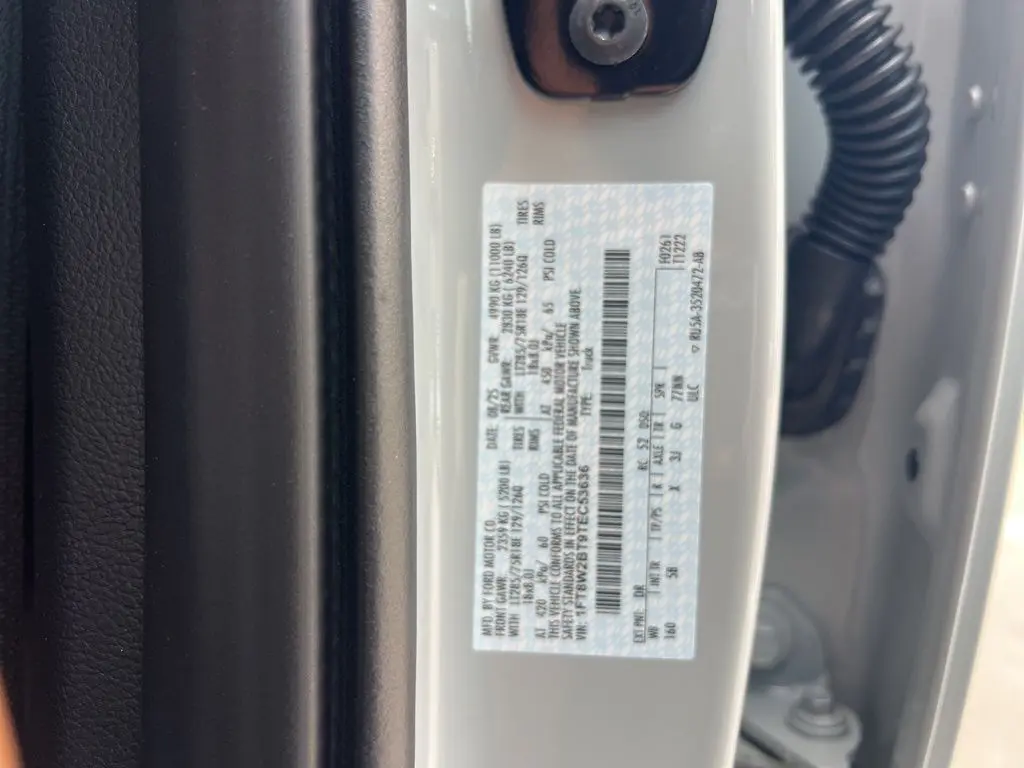 MFD. BY FORD MOTOR CO.
DATE: 08/25 GVWR: 4990 KG (11000 LB)
FRONT GAWR: 2359 KG (5200 LB) REAR GAWR: 2830 KG (6240 LB)
WITH LT285/75R18E 129/126Q TIRES WITH LT285/75R18E 129/126Q TIRES
18x8.0J RIMS 18x8.0J RIMS
AT 420 kPa/ 60 PSI COLD AT 450 kPa/ 65 PSI COLD
THIS VEHICLE CONFORMS TO ALL APPLICABLE FEDERAL MOTOR VEHICLE
SAFETY STANDARDS IN EFFECT ON THE DATE OF MANUFACTURE SHOWN ABOVE.
VIN: 1FT8W2BT9TEC53636 TYPE: Truck
EXT PNT: DR RC: 52 DSO: F0261
WB INT TR TP/PS R AXLE TR SPR T1222
160 5B X 3J G 77NN
ULC RU5A-3520472-AB